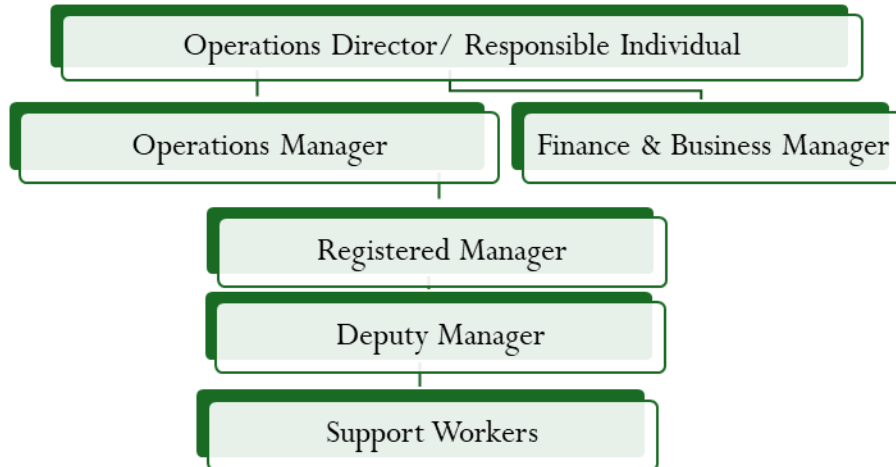 Operations Director/ Responsible Individual
Operations Manager
Finance & Business Manager
Registered Manager
Deputy Manager
Support Workers